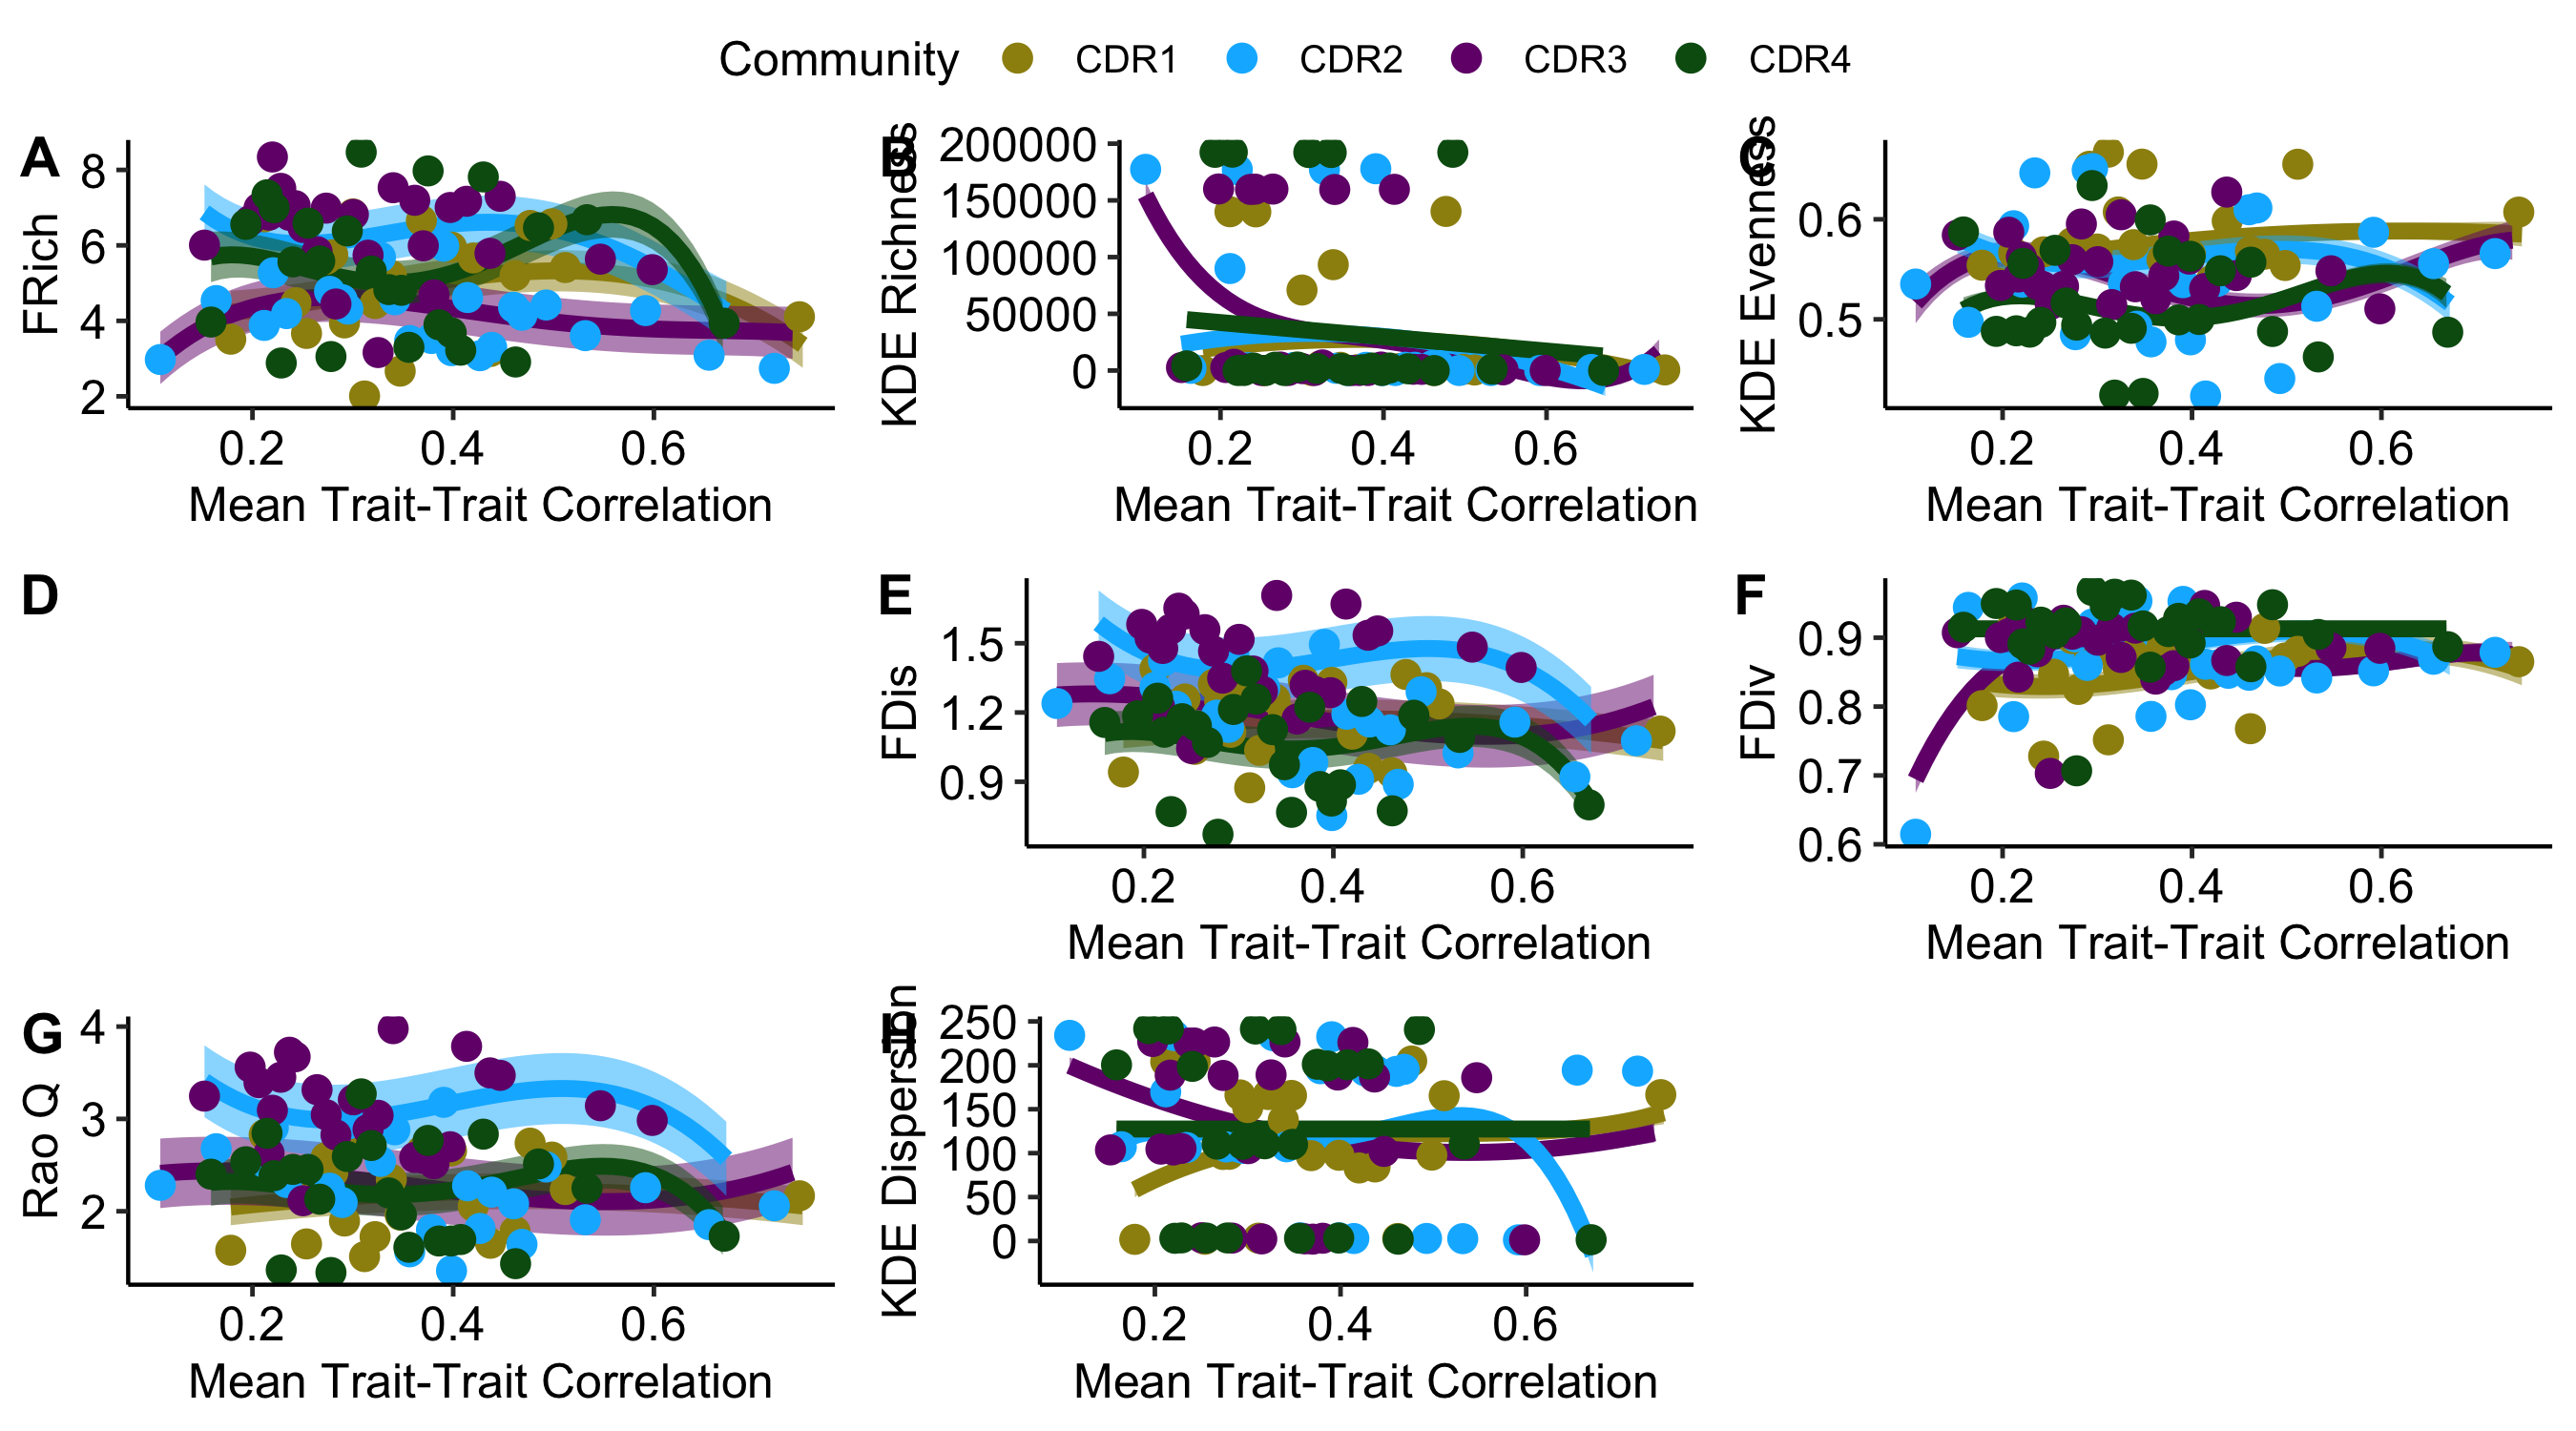 Community CDR1 CDR2 CDR3 CDR4
A
FRich
8
6
4
2
0.2 0.4 0.6
Mean Trait-Trait Correlation
B
KDE Richness
200000
150000
100000
50000
0
0.2 0.4 0.6
Mean Trait-Trait Correlation
C
KDE Evenness
0.6
0.5
0.2 0.4 0.6
Mean Trait-Trait Correlation
D
E
FDis
1.5
1.2
0.9
0.2 0.4 0.6
Mean Trait-Trait Correlation
F
FDiv
0.9
0.8
0.7
0.6
0.2 0.4 0.6
Mean Trait-Trait Correlation
G
Rao Q
4
3
2
0.2 0.4 0.6
Mean Trait-Trait Correlation
H
KDE Dispersion
250
200
150
100
50
0
0.2 0.4 0.6
Mean Trait-Trait Correlation